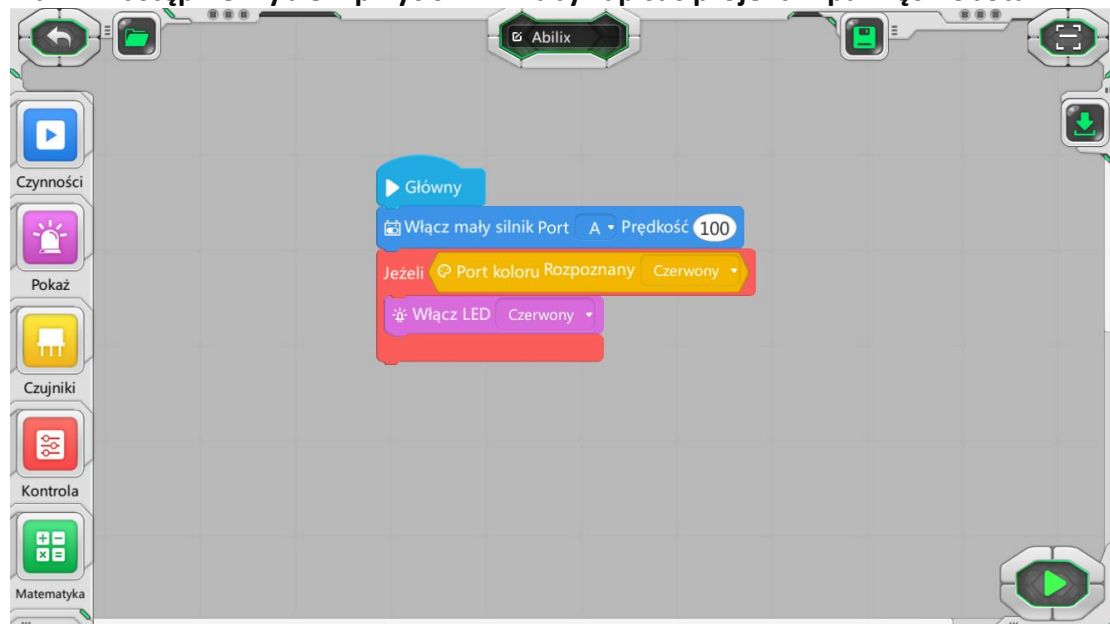 Abilix
Czynności
Główny
Włącz mały silnik Port A Prędkość 100
Pokaż
Jeżeli Port koloru Rozpoznany Czerwony
Włącz LED Czerwony
Czujniki
Kontrola
Matematyka